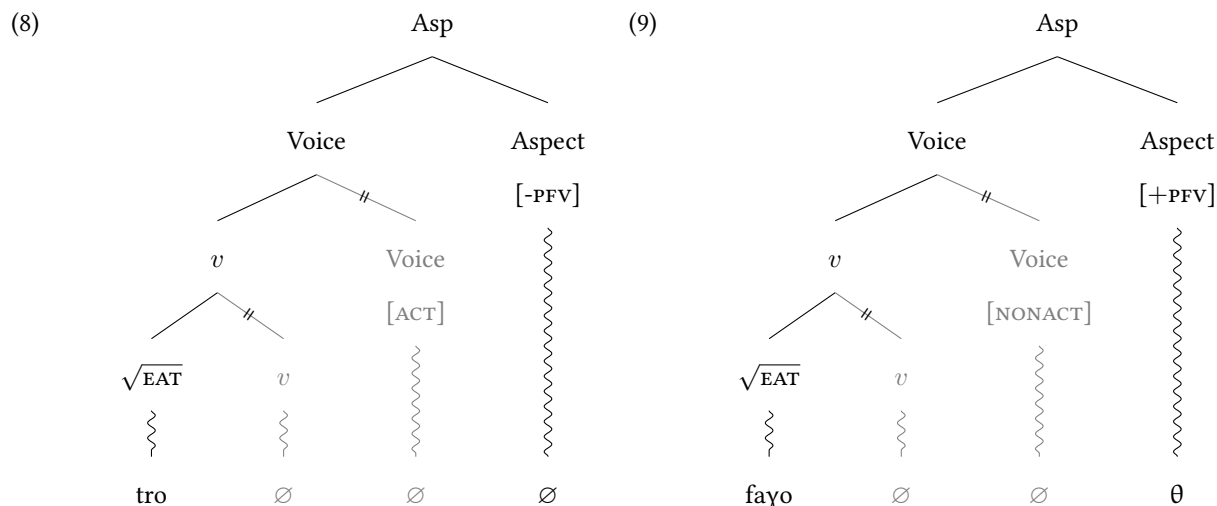 (8) Asp (9) Asp
Voice Aspect Voice Aspect
[-PFV] [+PFV]
v Voice v Voice
[ACT] [NONACT]
√EAT v √EAT v
tro ∅ ∅ ∅ faɣo ∅ ∅ θ